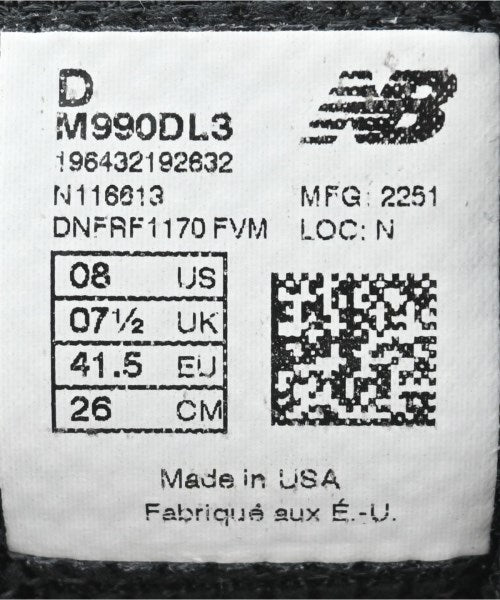 D
NB
M990DL3
196432192632
N116613 MFG: 2251
DNFRF1170 FVM LOC: N
08 US
07½ UK
41.5 EU
26 CM
Made in USA
Fabriqué aux É.-U.